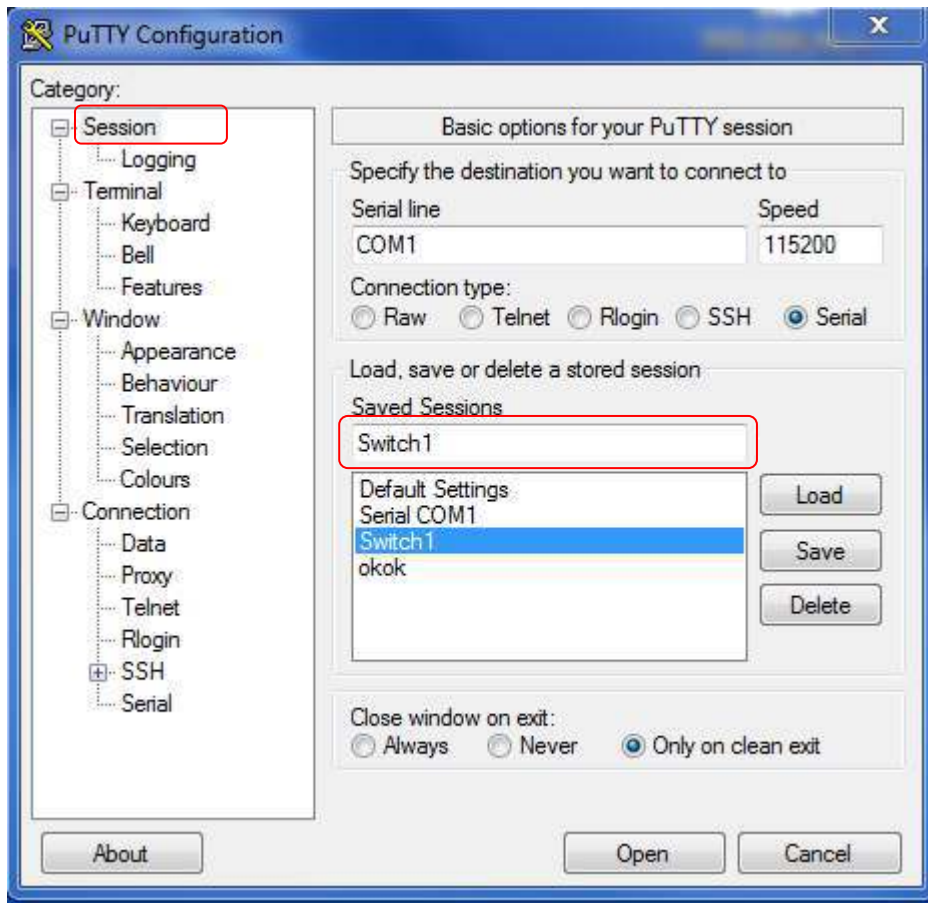 PuTTY Configuration
X
Category:
Session
Logging
Terminal
Keyboard
Bell
Features
Window
Appearance
Behaviour
Translation
Selection
Colours
Connection
Data
Proxy
Telnet
Rlogin
SSH
Serial
Basic options for your PuTTY session
Specify the destination you want to connect to
Serial line Speed
COM1 115200
Connection type:
Raw Telnet Rlogin SSH Serial
Load, save or delete a stored session
Saved Sessions
Switch1
Default Settings
Serial COM1
Switch1
okok
Load
Save
Delete
Close window on exit:
Always Never Only on clean exit
About Open Cancel